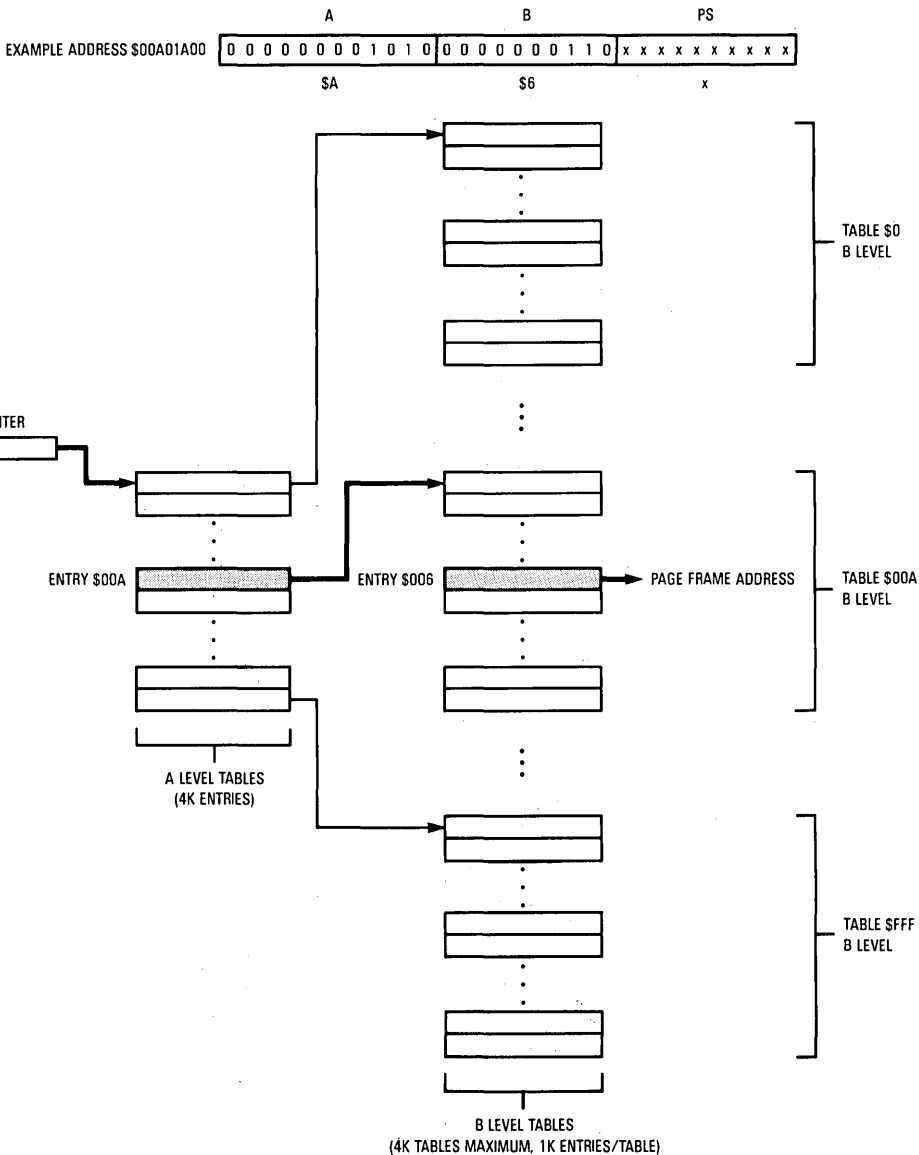 A B PS
EXAMPLE ADDRESS $00A01A00 0 0 0 0 0 0 0 0 1 0 1 0 0 0 0 0 0 0 0 1 1 0 x x x x x x x x x x
$A $6 x
TABLE $0
B LEVEL
NTER
ENTRY $00A
ENTRY $006
PAGE FRAME ADDRESS
TABLE $00A
B LEVEL
A LEVEL TABLES
(4K ENTRIES)
TABLE $FFF
B LEVEL
B LEVEL TABLES
(4K TABLES MAXIMUM, 1K ENTRIES/TABLE)